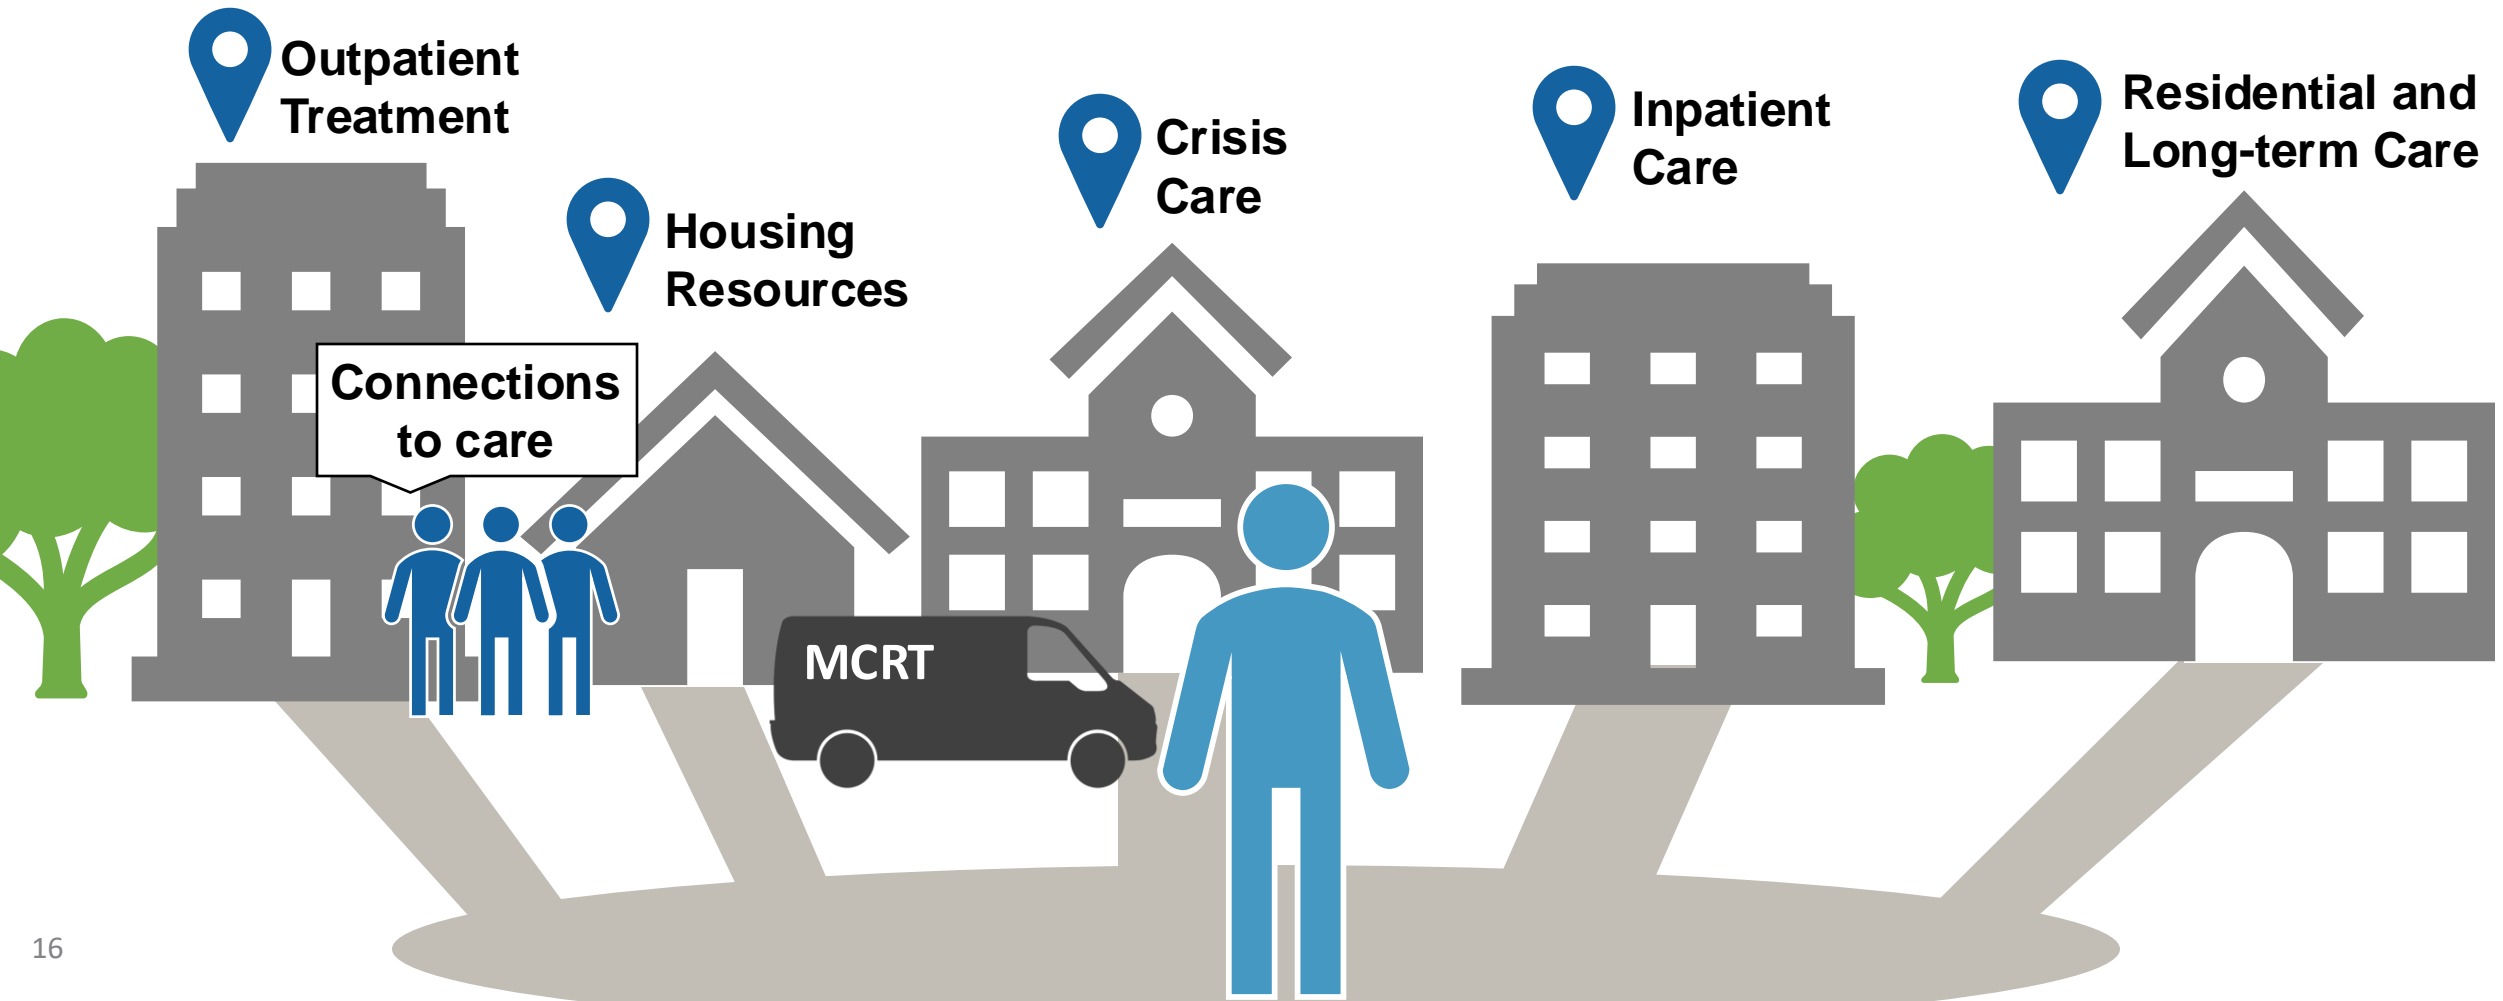 Outpatient
Treatment
Housing
Resources
Connections
to care
Crisis
Care
Inpatient
Care
Residential and
Long-term Care
MCRT
16